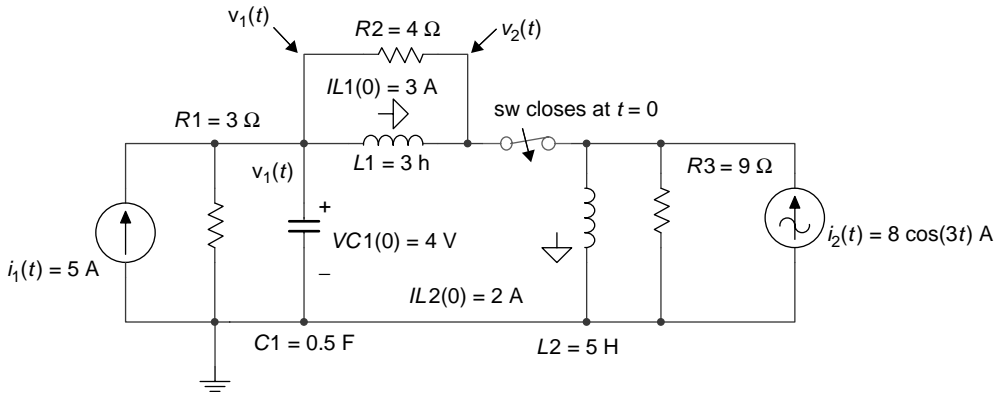 v₁(t)
R2 = 4 Ω
v₂(t)
IL1(0) = 3 A
sw closes at t = 0
R1 = 3 Ω
L1 = 3 h
v₁(t)
R3 = 9 Ω
+
VC1(0) = 4 V
i₂(t) = 8 cos(3t) A
i₁(t) = 5 A
–
IL2(0) = 2 A
C1 = 0.5 F
L2 = 5 H